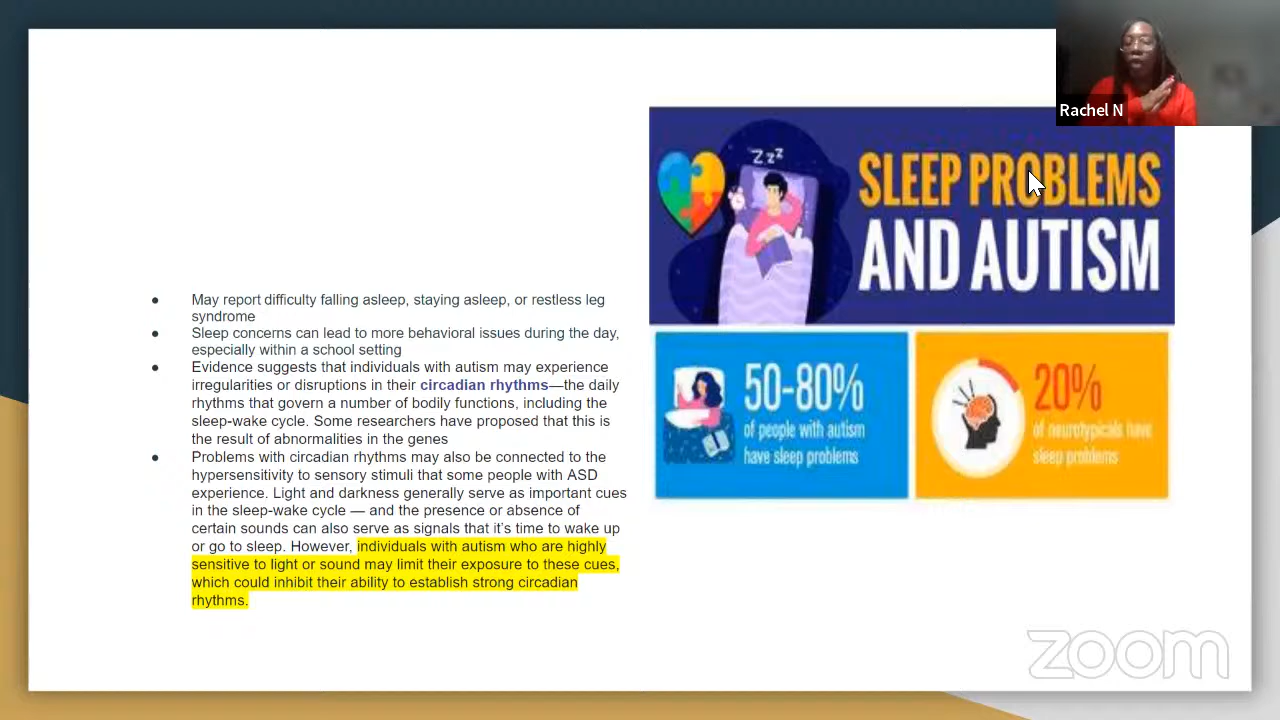 Rachel N
Z z z
SLEEP PROBLEMS
AND AUTISM
50-80%
of people with autism
have sleep problems
20%
of neurotypicals have
sleep problems
● May report difficulty falling asleep, staying asleep, or restless leg
syndrome
● Sleep concerns can lead to more behavioral issues during the day,
especially within a school setting
● Evidence suggests that individuals with autism may experience
irregularities or disruptions in their circadian rhythms—the daily
rhythms that govern a number of bodily functions, including the
sleep-wake cycle. Some researchers have proposed that this is
the result of abnormalities in the genes
● Problems with circadian rhythms may also be connected to the
hypersensitivity to sensory stimuli that some people with ASD
experience. Light and darkness generally serve as important cues
in the sleep-wake cycle — and the presence or absence of
certain sounds can also serve as signals that it’s time to wake up
or go to sleep. However, individuals with autism who are highly
sensitive to light or sound may limit their exposure to these cues,
which could inhibit their ability to establish strong circadian
rhythms.
zoom